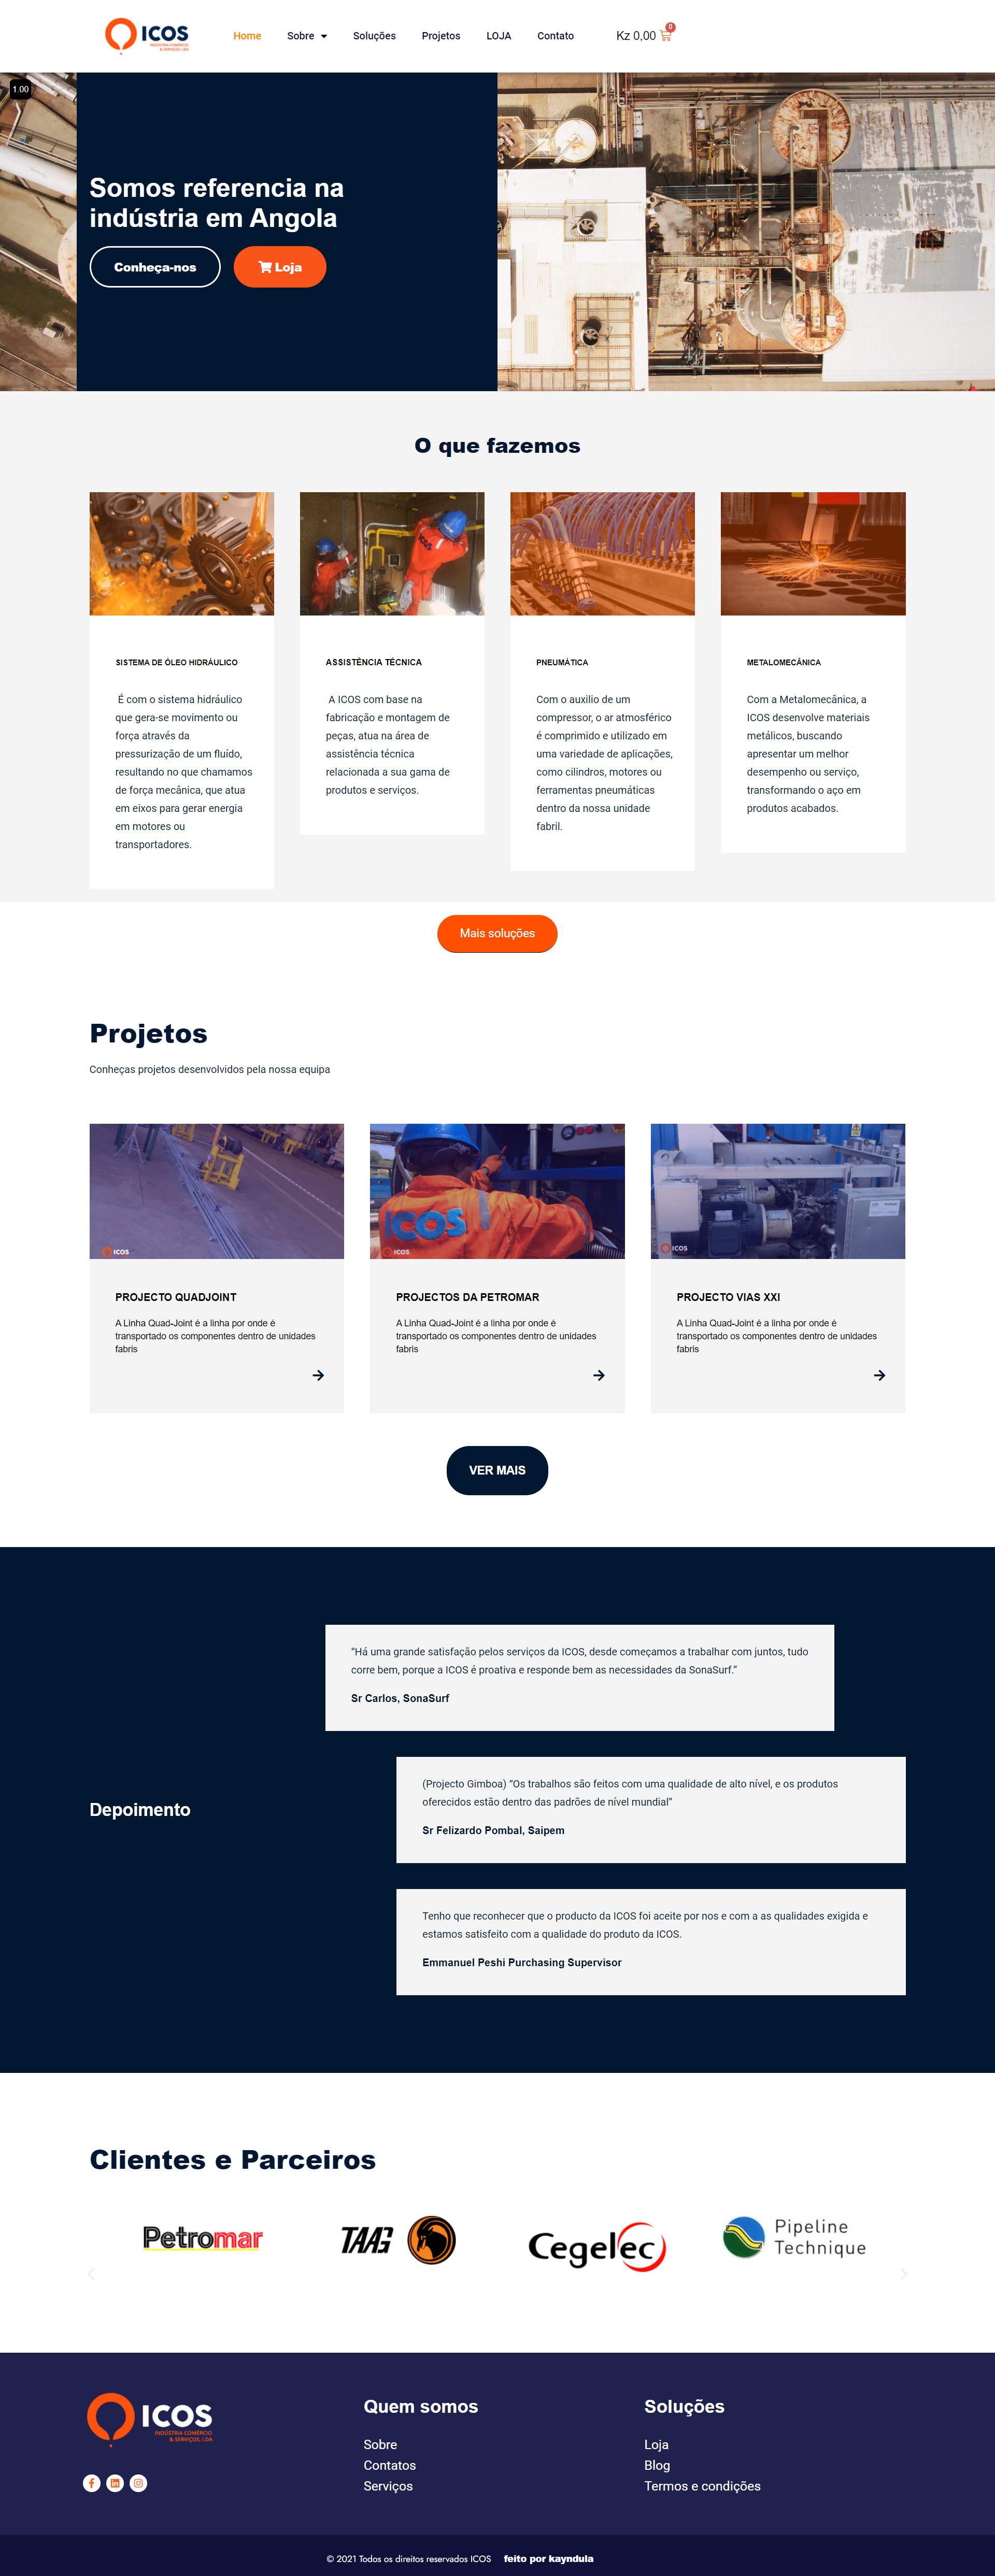 ICOS
INDÚSTRIA COMÉRCIO
& SERVIÇOS, LDA
Home Sobre Soluções Projetos LOJA Contato Kz 0,00 0
1.00
Somos referencia na
indústria em Angola
Conheça-nos Loja
O que fazemos
SISTEMA DE ÓLEO HIDRÁULICO
É com o sistema hidráulico
que gera-se movimento ou
força através da
pressurização de um fluído,
resultando no que chamamos
de força mecânica, que atua
em eixos para gerar energia
em motores ou
transportadores.
ICOS
ASSISTÊNCIA TÉCNICA
A ICOS com base na
fabricação e montagem de
peças, atua na área de
assistência técnica
relacionada a sua gama de
produtos e serviços.
PNEUMÁTICA
Com o auxilio de um
compressor, o ar atmosférico
é comprimido e utilizado em
uma variedade de aplicações,
como cilindros, motores ou
ferramentas pneumáticas
dentro da nossa unidade
fabril.
METALOMECÂNICA
Com a Metalomecânica, a
ICOS desenvolve materiais
metálicos, buscando
apresentar um melhor
desempenho ou serviço,
transformando o aço em
produtos acabados.
Mais soluções
Projetos
Conheças projetos desenvolvidos pela nossa equipa
ICOS
PROJECTO QUADJOINT
A Linha Quad-Joint é a linha por onde é
transportado os componentes dentro de unidades
fabris
ICOS
ICOS
PROJECTOS DA PETROMAR
A Linha Quad-Joint é a linha por onde é
transportado os componentes dentro de unidades
fabris
ICOS
PROJECTO VIAS XXI
A Linha Quad-Joint é a linha por onde é
transportado os componentes dentro de unidades
fabris
VER MAIS
Depoimento
“Há uma grande satisfação pelos serviços da ICOS, desde começamos a trabalhar com juntos, tudo
corre bem, porque a ICOS é proativa e responde bem as necessidades da SonaSurf.”
Sr Carlos, SonaSurf
(Projecto Gimboa) “Os trabalhos são feitos com uma qualidade de alto nível, e os produtos
oferecidos estão dentro das padrões de nível mundial”
Sr Felizardo Pombal, Saipem
Tenho que reconhecer que o producto da ICOS foi aceite por nos e com a as qualidades exigida e
estamos satisfeito com a qualidade do produto da ICOS.
Emmanuel Peshi Purchasing Supervisor
Clientes e Parceiros
Petromar
TAAG
Cegelec
Pipeline
Technique
ICOS
INDÚSTRIA COMÉRCIO
& SERVIÇOS, LDA
Quem somos
Sobre
Contatos
Serviços
Soluções
Loja
Blog
Termos e condições
© 2021 Todos os direitos reservados ICOS feito por kayndula